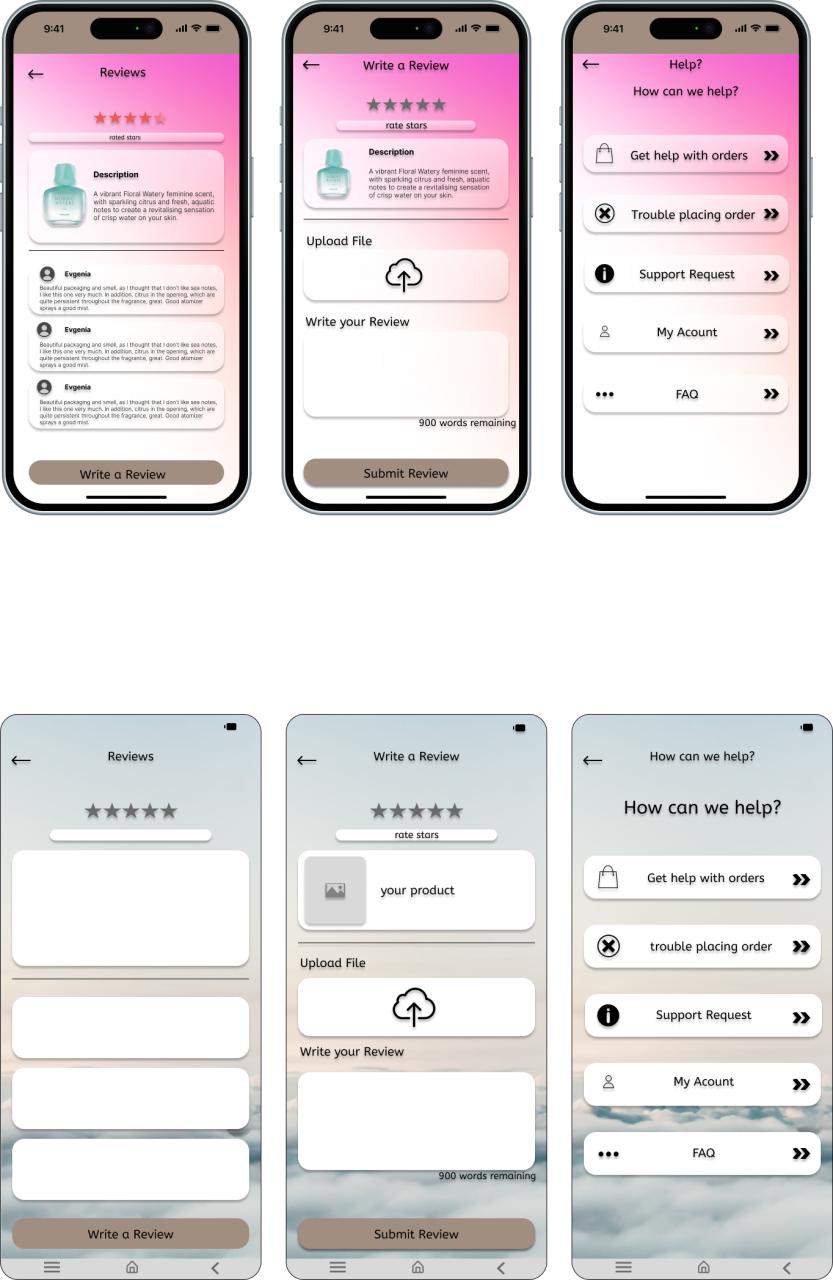 9:41
Reviews
rated stars
Description
A vibrant Floral Watery feminine scent,
with sparkling citrus and fresh, aquatic
notes to create a revitalising sensation
of crisp water on your skin.
Evgenia
Beautiful packaging and smell, as I thought that I don't like sea notes,
I like this one very much. In addition, citrus in the opening, which are
quite persistent throughout the fragrance, great. Good atomizer
sprays a good mist.
Evgenia
Beautiful packaging and smell, as I thought that I don't like sea notes,
I like this one very much. In addition, citrus in the opening, which are
quite persistent throughout the fragrance, great. Good atomizer
sprays a good mist.
Evgenia
Beautiful packaging and smell, as I thought that I don't like sea notes,
I like this one very much. In addition, citrus in the opening, which are
quite persistent throughout the fragrance, great. Good atomizer
sprays a good mist.
Write a Review
9:41
Write a Review
rate stars
Description
A vibrant Floral Watery feminine scent,
with sparkling citrus and fresh, aquatic
notes to create a revitalising sensation
of crisp water on your skin.
Upload File
Write your Review
900 words remaining
Submit Review
9:41
Help?
How can we help?
Get help with orders
Trouble placing order
Support Request
My Acount
FAQ
Reviews
Write a Review
Write a Review
rate stars
your product
Upload File
Write your Review
900 words remaining
Submit Review
How can we help?
How can we help?
Get help with orders
trouble placing order
Support Request
My Acount
FAQ